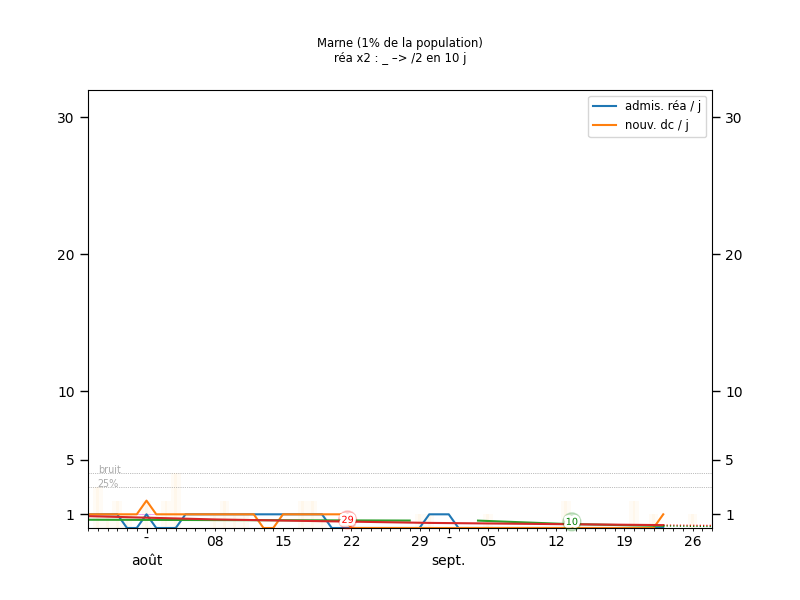 Marne (1% de la population)
réa x2 : _ –> /2 en 10 j
admis. réa / j
nouv. dc / j
30 30
20 20
10 10
5 5
1 1
bruit
25%
29
10
- 08 15 22 29 - 05 12 19 26
août sept.